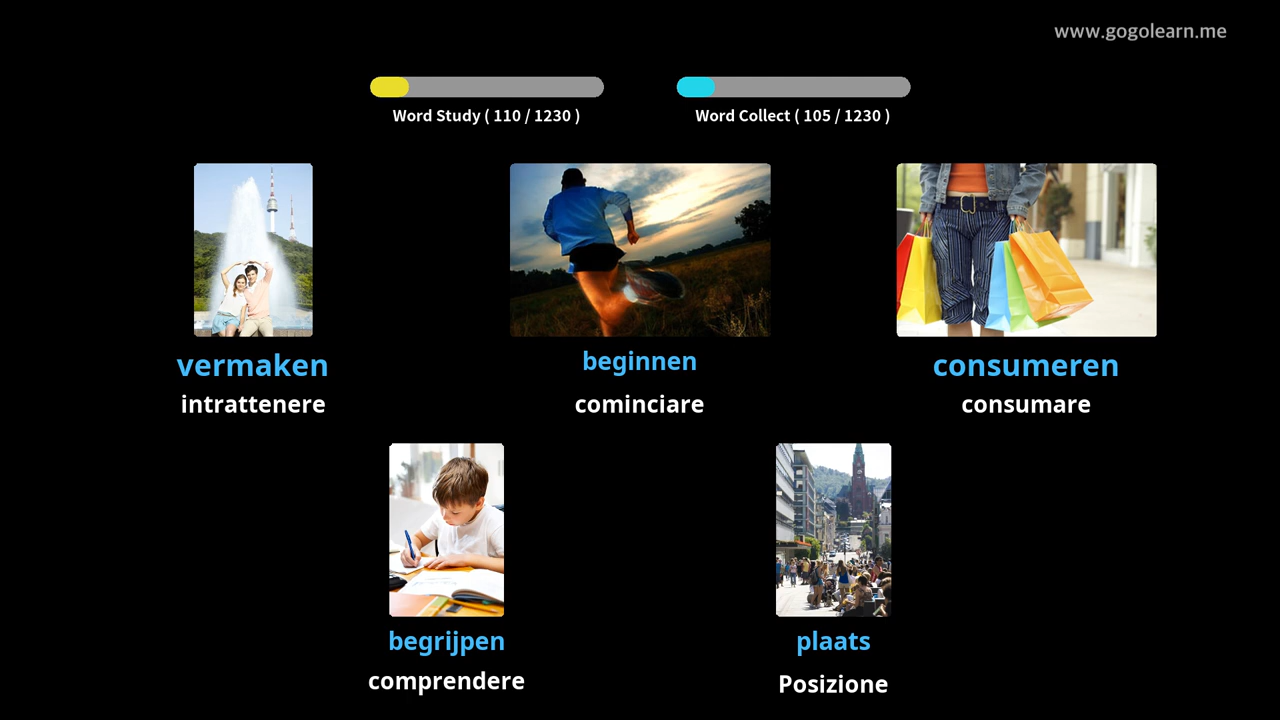 www.gogolearn.me
Word Study ( 110 / 1230 )
Word Collect ( 105 / 1230 )
vermaken
intrattenere
beginnen
cominciare
consumeren
consumare
begrijpen
comprendere
plaats
Posizione